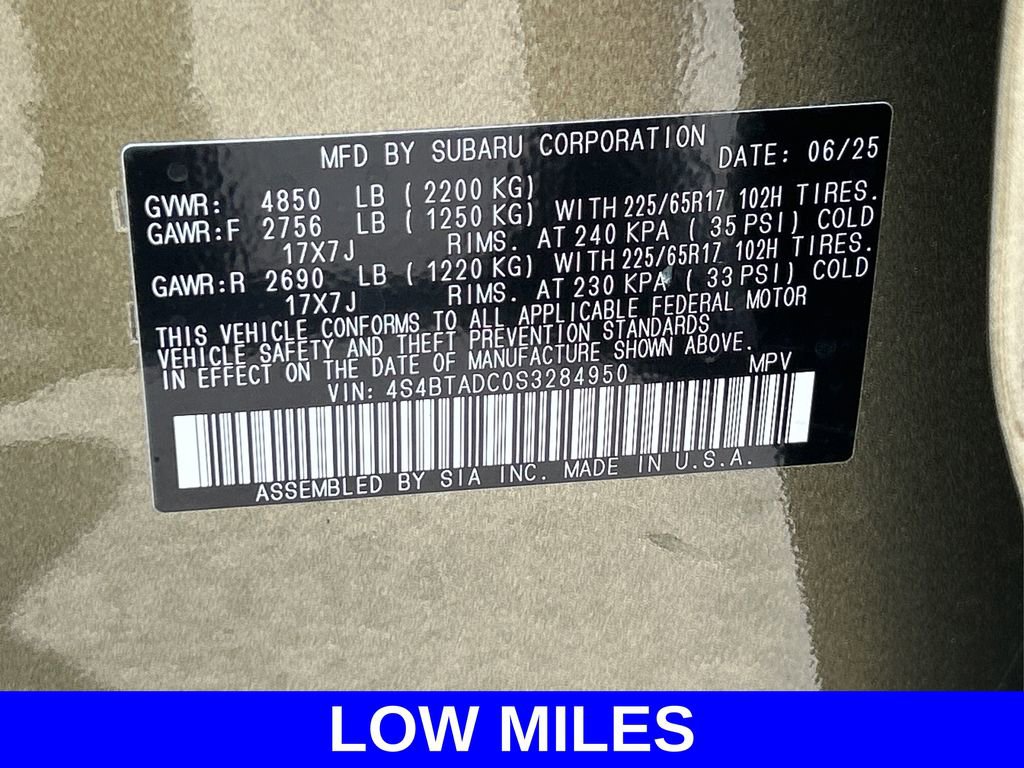 MFD BY SUBARU CORPORATION DATE: 06/25
GVWR: 4850 LB ( 2200 KG)
GAWR:F 2756 LB ( 1250 KG) WITH 225/65R17 102H TIRES.
17X7J RIMS. AT 240 KPA ( 35 PSI) COLD
GAWR:R 2690 LB ( 1220 KG) WITH 225/65R17 102H TIRES.
17X7J RIMS. AT 230 KPA ( 33 PSI) COLD
THIS VEHICLE CONFORMS TO ALL APPLICABLE FEDERAL MOTOR
VEHICLE SAFETY AND THEFT PREVENTION STANDARDS
IN EFFECT ON THE DATE OF MANUFACTURE SHOWN ABOVE.
VIN: 4S4BTADC0S3284950 MPV
ASSEMBLED BY SIA INC. MADE IN U.S.A.
LOW MILES